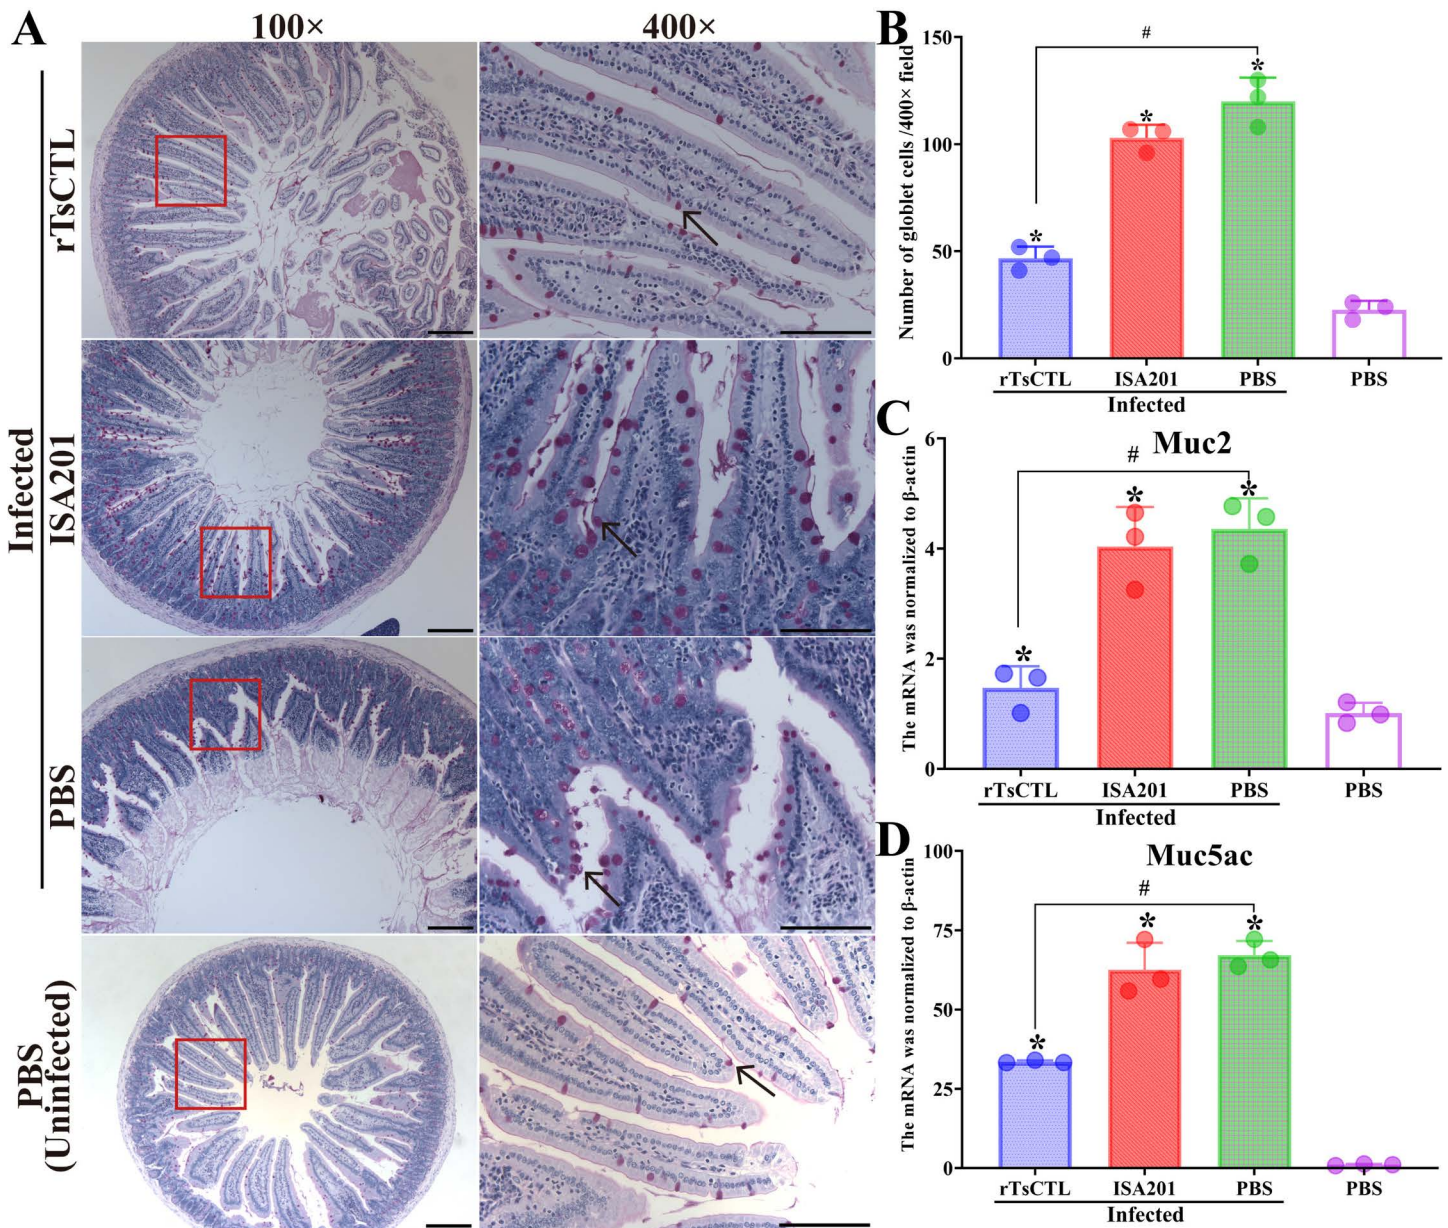 A
100×
400×
Infected
rTsCTL
ISA201
PBS
PBS
(Uninfected)
B
Number of globlet cells /400× field
150
100
50
0
#
*
*
*
rTsCTL
ISA201
PBS
PBS
Infected
C
Muc2
The mRNA was normalized to β-actin
6
4
2
0
#
*
*
*
rTsCTL
ISA201
PBS
PBS
Infected
D
Muc5ac
The mRNA was normalized to β-actin
100
75
50
25
0
#
*
*
*
rTsCTL
ISA201
PBS
PBS
Infected